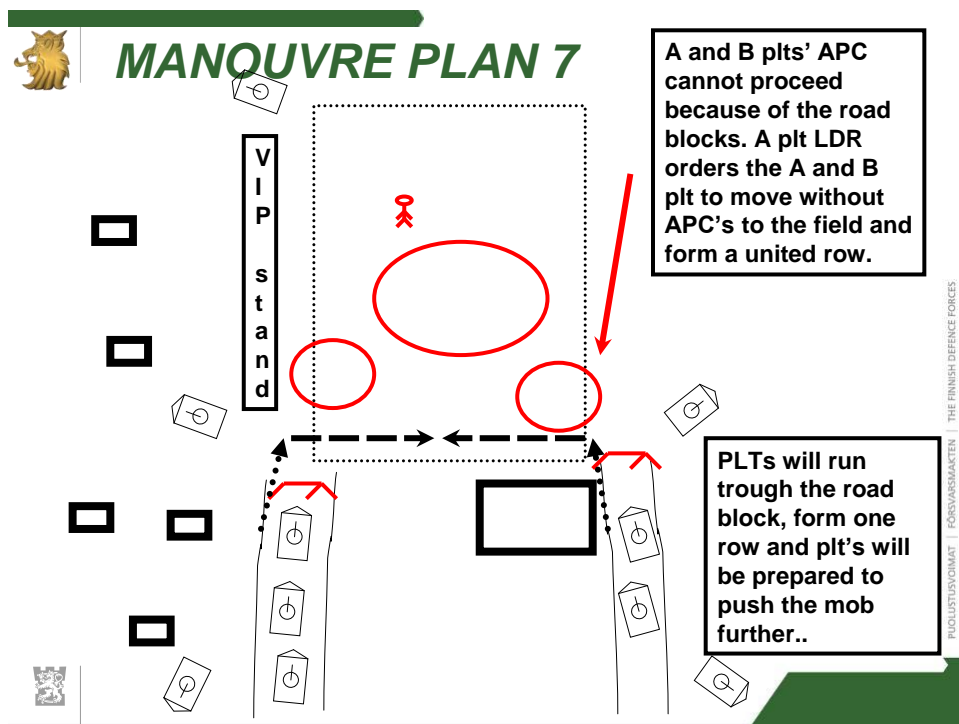 MANOUVRE PLAN 7
A and B plts’ APC
cannot proceed
because of the road
blocks. A plt LDR
orders the A and B
plt to move without
APC’s to the field and
form a united row.
V
I
P
s
t
a
n
d
PLTs will run
trough the road
block, form one
row and plt’s will
be prepared to
push the mob
further..
PUOLUSTUSVOIMAT | FÖRSVARSMAKTEN | THE FINNISH DEFENCE FORCES